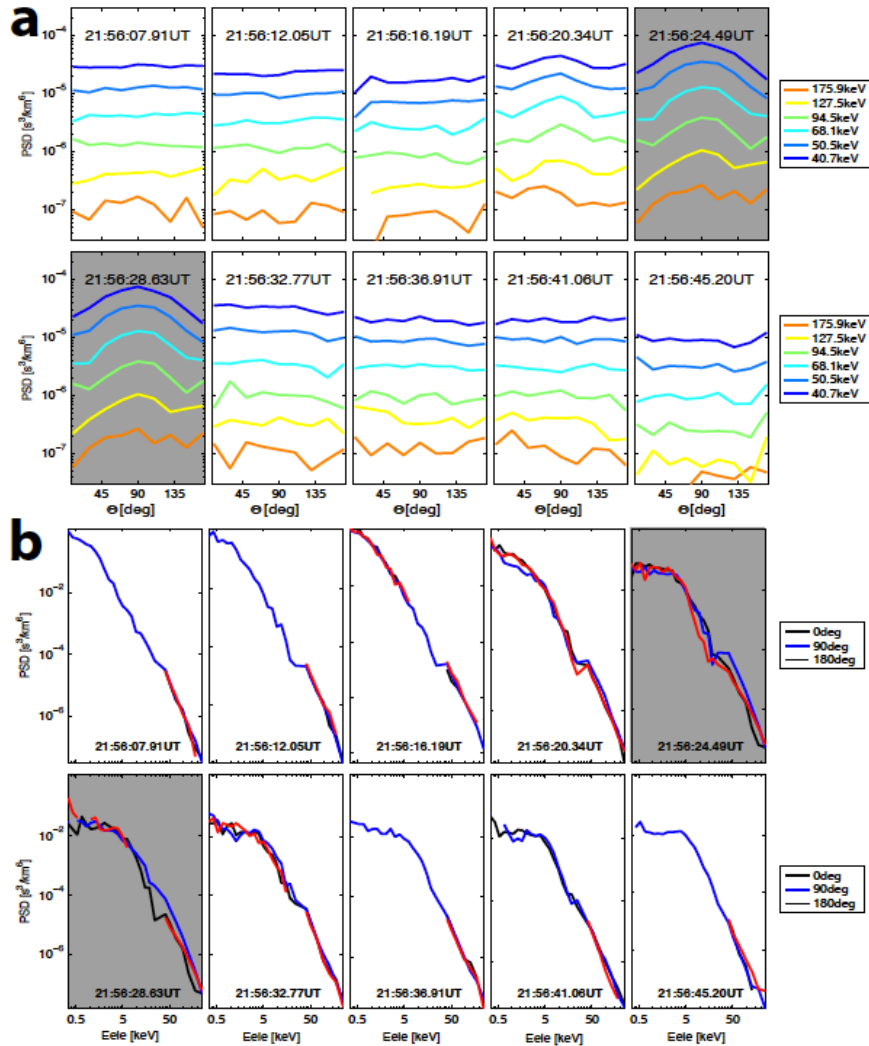 a
21:56:07.91UT 21:56:12.05UT 21:56:16.19UT 21:56:20.34UT 21:56:24.49UT
PSD [s³/km⁶]
10⁻⁴
10⁻⁵
10⁻⁶
10⁻⁷
175.9keV
127.5keV
94.5keV
68.1keV
50.5keV
40.7keV
21:56:28.63UT 21:56:32.77UT 21:56:36.91UT 21:56:41.06UT 21:56:45.20UT
PSD [s³/km⁶]
10⁻⁴
10⁻⁵
10⁻⁶
10⁻⁷
175.9keV
127.5keV
94.5keV
68.1keV
50.5keV
40.7keV
45 90 135 45 90 135 45 90 135 45 90 135 45 90 135
Θ[deg] Θ[deg] Θ[deg] Θ[deg] Θ[deg]
b
PSD [s³/km⁶]
10⁻²
10⁻⁴
10⁻⁶
0deg
90deg
180deg
21:56:07.91UT 21:56:12.05UT 21:56:16.19UT 21:56:20.34UT 21:56:24.49UT
PSD [s³/km⁶]
10⁻²
10⁻⁴
10⁻⁶
0deg
90deg
180deg
21:56:28.63UT 21:56:32.77UT 21:56:36.91UT 21:56:41.06UT 21:56:45.20UT
0.5 5 50 0.5 5 50 0.5 5 50 0.5 5 50 0.5 5 50
Eele [keV] Eele [keV] Eele [keV] Eele [keV] Eele [keV]